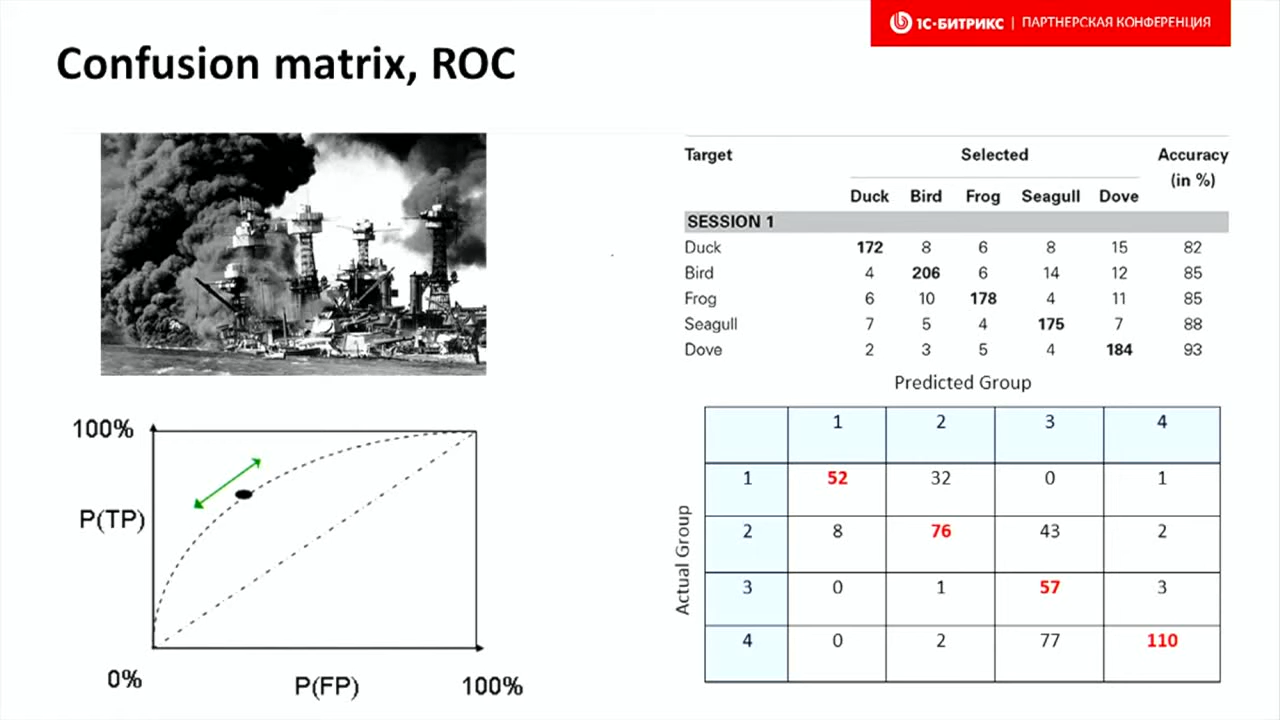 1С-БИТРИКС | ПАРТНЕРСКАЯ КОНФЕРЕНЦИЯ
Confusion matrix, ROC
Target Selected Accuracy
(in %)
Duck Bird Frog Seagull Dove
SESSION 1
Duck 172 8 6 8 15 82
Bird 4 206 6 14 12 85
Frog 6 10 178 4 11 85
Seagull 7 5 4 175 7 88
Dove 2 3 5 4 184 93
100%
P(TP)
0%
P(FP)
100%
Predicted Group
Actual Group
1 2 3 4
1 52 32 0 1
2 8 76 43 2
3 0 1 57 3
4 0 2 77 110